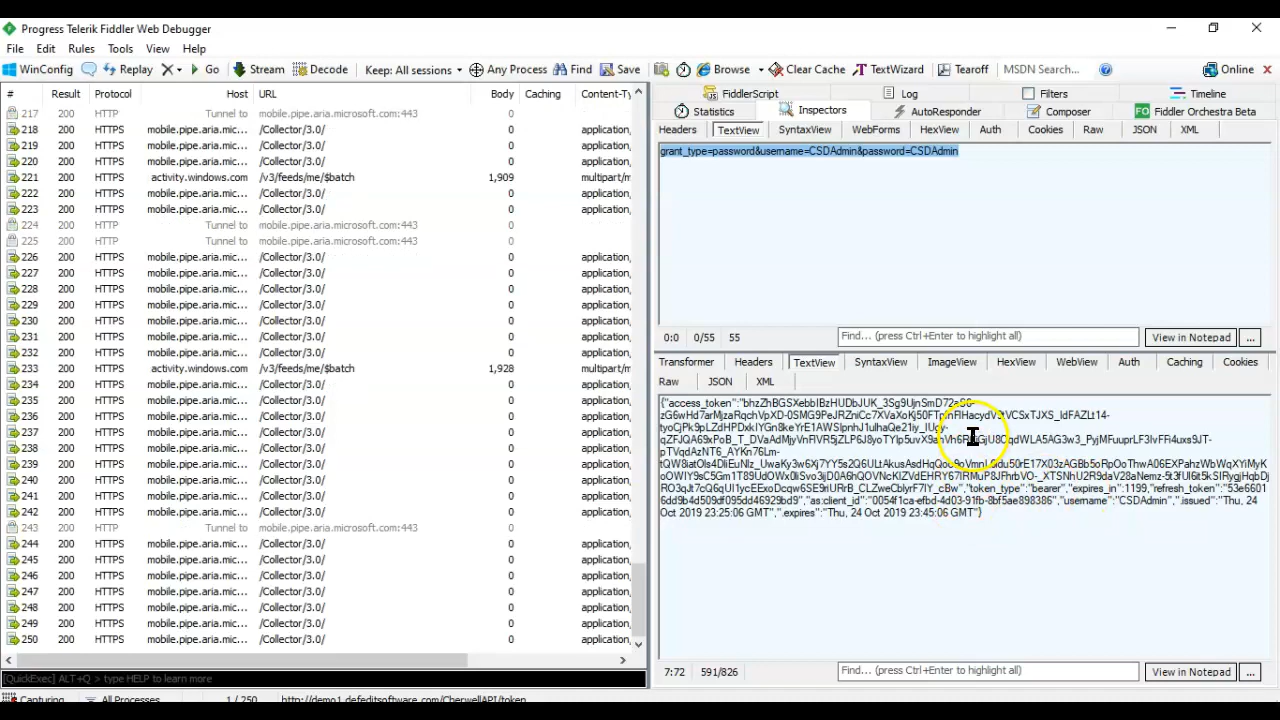 Progress Telerik Fiddler Web Debugger
File Edit Rules Tools View Help
WinConfig Replay Go Stream Decode Keep: All sessions Any Process Find Save Browse Clear Cache TextWizard Tearoff MSDN Search... Online
# Result Protocol Host URL Body Caching Content-Ty
217 200 HTTP Tunnel to mobile.pipe.aria.microsoft.com:443
218 200 HTTPS mobile.pipe.aria.mic... /Collector/3.0/ 0 application,
219 200 HTTPS mobile.pipe.aria.mic... /Collector/3.0/ 0 application,
220 200 HTTPS mobile.pipe.aria.mic... /Collector/3.0/ 0 application,
221 200 HTTPS activity.windows.com /v3/feeds/me/$batch 1,909 multipart/m
222 200 HTTPS mobile.pipe.aria.mic... /Collector/3.0/ 0 application,
223 200 HTTPS mobile.pipe.aria.mic... /Collector/3.0/ 0 application,
224 200 HTTP Tunnel to mobile.pipe.aria.microsoft.com:443
225 200 HTTP Tunnel to mobile.pipe.aria.microsoft.com:443
226 200 HTTPS mobile.pipe.aria.mic... /Collector/3.0/ 0 application,
227 200 HTTPS mobile.pipe.aria.mic... /Collector/3.0/ 0 application,
228 200 HTTPS mobile.pipe.aria.mic... /Collector/3.0/ 0 application,
229 200 HTTPS mobile.pipe.aria.mic... /Collector/3.0/ 0 application,
230 200 HTTPS mobile.pipe.aria.mic... /Collector/3.0/ 0 application,
231 200 HTTPS mobile.pipe.aria.mic... /Collector/3.0/ 0 application,
232 200 HTTPS mobile.pipe.aria.mic... /Collector/3.0/ 0 application,
233 200 HTTPS activity.windows.com /v3/feeds/me/$batch 1,928 multipart/m
234 200 HTTPS mobile.pipe.aria.mic... /Collector/3.0/ 0 application,
235 200 HTTPS mobile.pipe.aria.mic... /Collector/3.0/ 0 application,
236 200 HTTPS mobile.pipe.aria.mic... /Collector/3.0/ 0 application,
237 200 HTTPS mobile.pipe.aria.mic... /Collector/3.0/ 0 application,
238 200 HTTPS mobile.pipe.aria.mic... /Collector/3.0/ 0 application,
239 200 HTTPS mobile.pipe.aria.mic... /Collector/3.0/ 0 application,
240 200 HTTPS mobile.pipe.aria.mic... /Collector/3.0/ 0 application,
241 200 HTTPS mobile.pipe.aria.mic... /Collector/3.0/ 0 application,
242 200 HTTPS mobile.pipe.aria.mic... /Collector/3.0/ 0 application,
243 200 HTTP Tunnel to mobile.pipe.aria.microsoft.com:443
244 200 HTTPS mobile.pipe.aria.mic... /Collector/3.0/ 0 application,
245 200 HTTPS mobile.pipe.aria.mic... /Collector/3.0/ 0 application,
246 200 HTTPS mobile.pipe.aria.mic... /Collector/3.0/ 0 application,
247 200 HTTPS mobile.pipe.aria.mic... /Collector/3.0/ 0 application,
248 200 HTTPS mobile.pipe.aria.mic... /Collector/3.0/ 0 application,
249 200 HTTPS mobile.pipe.aria.mic... /Collector/3.0/ 0 application,
250 200 HTTPS mobile.pipe.aria.mic... /Collector/3.0/ 0 application,
[QuickExec] ALT+Q > type HELP to learn more
Capturing All Processes 1 / 250 http://demo1.defeditsoftware.com/CherwellAPI/token
FiddlerScript Log Filters Timeline
Statistics Inspectors AutoResponder Composer Fiddler Orchestra Beta
Headers TextView SyntaxView WebForms HexView Auth Cookies Raw JSON XML
grant_type=password&username=CSDAdmin&password=CSDAdmin
0:0 0/55 55 Find... (press Ctrl+Enter to highlight all) View in Notepad ...
Transformer Headers TextView SyntaxView ImageView HexView WebView Auth Caching Cookies
Raw JSON XML
{"access_token":
"token_type":"bearer","expires_in":1199,"refresh_token":"53e6601
6dd9b4d509df095dd46929bd9","as:client_id":"0054f1ca-efbd-4d03-91fb-8bf5ae898386","username":"CSDAdmin",".issued":"Thu, 24
Oct 2019 23:25:06 GMT",".expires":"Thu, 24 Oct 2019 23:45:06 GMT"}
7:72 591/826 Find... (press Ctrl+Enter to highlight all) View in Notepad ...